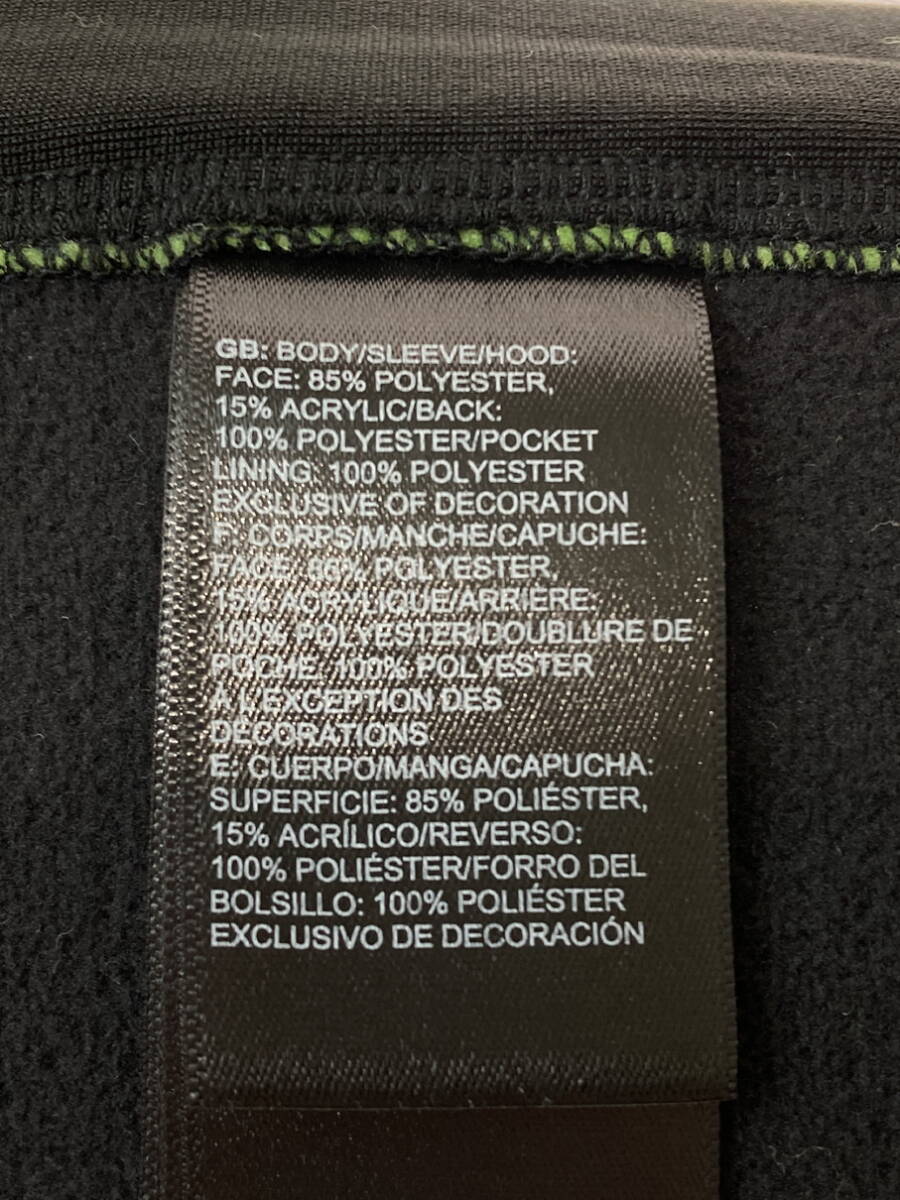 GB: BODY/SLEEVE/HOOD:
FACE: 85% POLYESTER,
15% ACRYLIC/BACK:
100% POLYESTER/POCKET
LINING: 100% POLYESTER
EXCLUSIVE OF DECORATION
F: CORPS/MANCHE/CAPUCHE:
FACE: 85% POLYESTER,
15% ACRYLIQUE/ARRIÈRE:
100% POLYESTER/DOUBLURE DE
POCHE: 100% POLYESTER
À L'EXCEPTION DES
DÉCORATIONS
E: CUERPO/MANGA/CAPUCHA:
SUPERFICIE: 85% POLIÉSTER,
15% ACRÍLICO/REVERSO:
100% POLIÉSTER/FORRO DEL
BOLSILLO: 100% POLIÉSTER
EXCLUSIVO DE DECORACIÓN